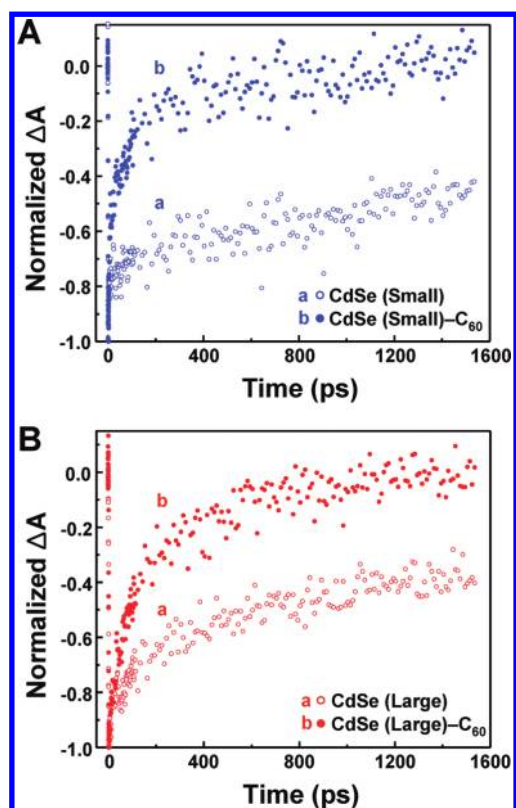 A
0.0
b
-0.2
-0.4
a
-0.6
-0.8
-1.0
Normalized ΔA
a ○ CdSe (Small)
b ● CdSe (Small)–C60
0 400 800 1200 1600
Time (ps)
B
0.0
b
-0.2
-0.4
a
-0.6
-0.8
-1.0
Normalized ΔA
a ○ CdSe (Large)
b ● CdSe (Large)–C60
0 400 800 1200 1600
Time (ps)